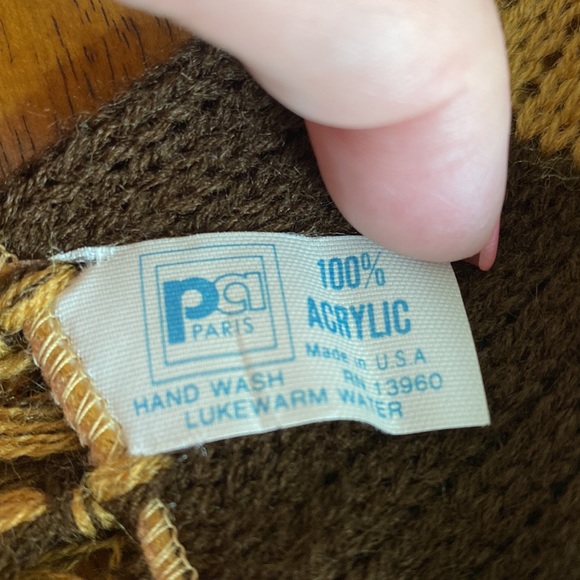 pa
PARIS
100%
ACRYLIC
Made in U.S.A
RN 13960
HAND WASH
LUKEWARM WATER